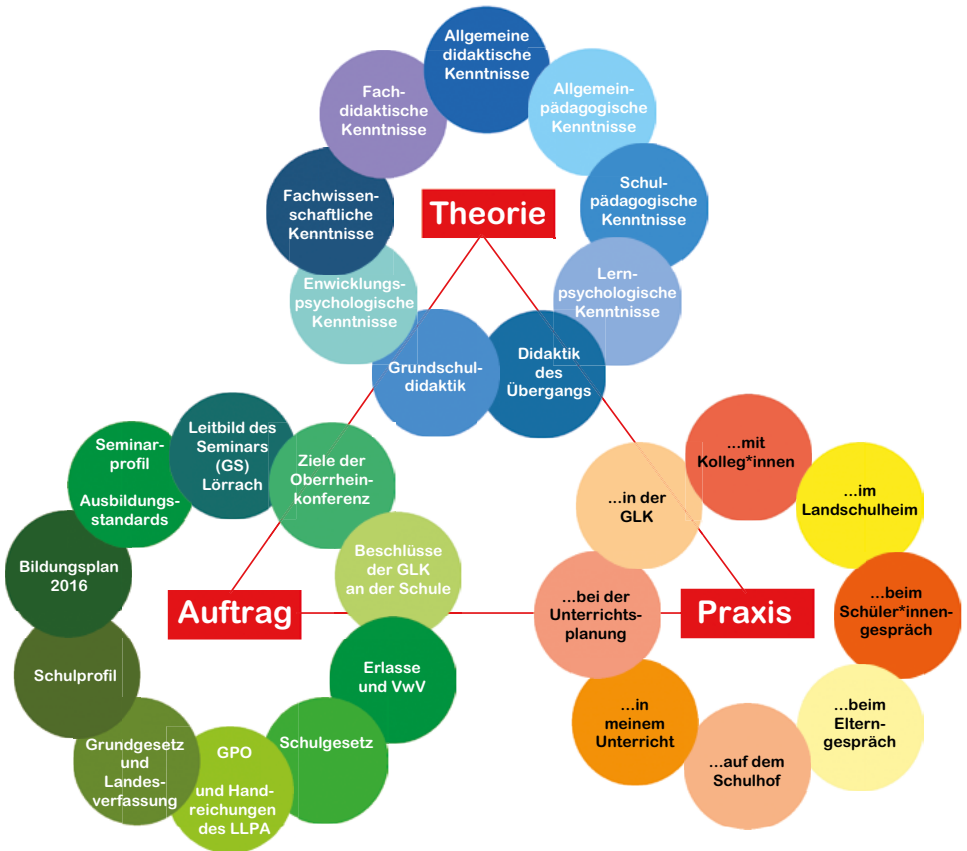 Allgemeine
didaktische
Kenntnisse
Fach-
didaktische
Kenntnisse
Allgemein-
pädagogische
Kenntnisse
Fachwissen-
schaftliche
Kenntnisse
Theorie
Schul-
pädagogische
Kenntnisse
Enwicklungs-
psychologische
Kenntnisse
Lern-
psychologische
Kenntnisse
Grundschul-
didaktik
Didaktik
des
Übergangs
Seminar-
profil
Ausbildungs-
standards
Leitbild des
Seminars
(GS)
Lörrach
Ziele der
Oberrhein-
konferenz
Bildungsplan
2016
Auftrag
Beschlüsse
der GLK
an der Schule
Schulprofil
Erlasse
und VwV
Grundgesetz
und
Landes-
verfassung
GPO
und Hand-
reichungen
des LLPA
Schulgesetz
...mit
Kolleg*innen
...in der
GLK
...im
Landschulheim
...bei der
Unterrichts-
planung
Praxis
...beim
Schüler*innen-
gespräch
...in
meinem
Unterricht
...auf dem
Schulhof
...beim
Eltern-
gespräch